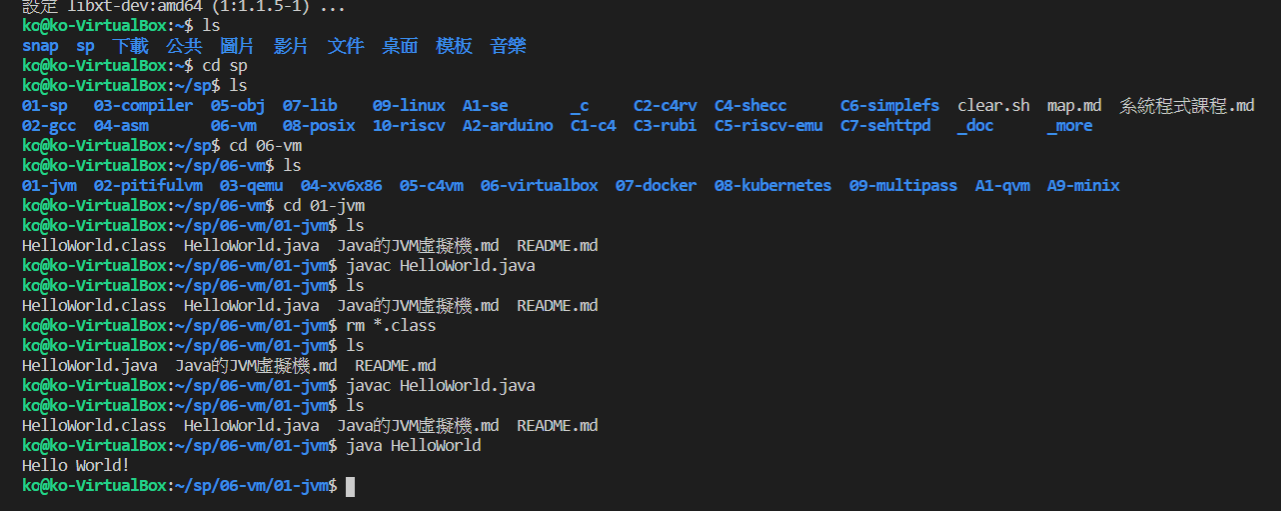 設定 libxt-dev:amd64 (1:1.1.5-1) ...
ko@ko-VirtualBox:~$ ls
snap  sp  下載  公共  圖片  影片  文件  桌面  模板  音樂
ko@ko-VirtualBox:~$ cd sp
ko@ko-VirtualBox:~/sp$ ls
01-sp  03-compiler  05-obj  07-lib    09-linux  A1-se       _c     C2-c4rv  C4-shecc      C6-simplefs  clear.sh  map.md  系統程式課程.md
02-gcc  04-asm       06-vm   08-posix  10-riscv  A2-arduino  C1-c4  C3-rubi  C5-riscv-emu  C7-sehttpd   _doc      _more
ko@ko-VirtualBox:~/sp$ cd 06-vm
ko@ko-VirtualBox:~/sp/06-vm$ ls
01-jvm  02-pitifulvm  03-qemu  04-xv6x86  05-c4vm  06-virtualbox  07-docker  08-kubernetes  09-multipass  A1-qvm  A9-minix
ko@ko-VirtualBox:~/sp/06-vm$ cd 01-jvm
ko@ko-VirtualBox:~/sp/06-vm/01-jvm$ ls
HelloWorld.class  HelloWorld.java  Java的JVM虛擬機.md  README.md
ko@ko-VirtualBox:~/sp/06-vm/01-jvm$ javac HelloWorld.java
ko@ko-VirtualBox:~/sp/06-vm/01-jvm$ ls
HelloWorld.class  HelloWorld.java  Java的JVM虛擬機.md  README.md
ko@ko-VirtualBox:~/sp/06-vm/01-jvm$ rm *.class
ko@ko-VirtualBox:~/sp/06-vm/01-jvm$ ls
HelloWorld.java  Java的JVM虛擬機.md  README.md
ko@ko-VirtualBox:~/sp/06-vm/01-jvm$ javac HelloWorld.java
ko@ko-VirtualBox:~/sp/06-vm/01-jvm$ ls
HelloWorld.class  HelloWorld.java  Java的JVM虛擬機.md  README.md
ko@ko-VirtualBox:~/sp/06-vm/01-jvm$ java HelloWorld
Hello World!
ko@ko-VirtualBox:~/sp/06-vm/01-jvm$